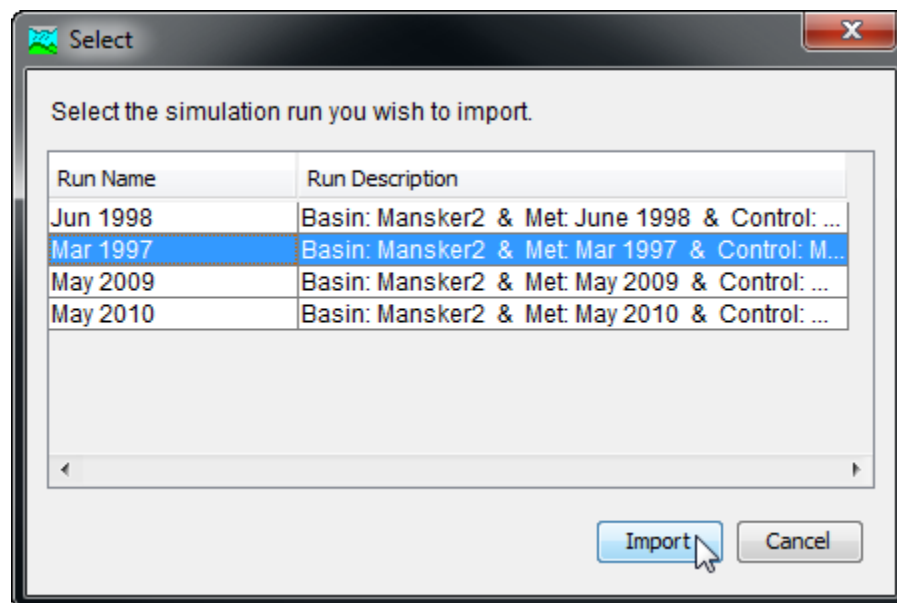 Select
Select the simulation run you wish to import.
Run Name Run Description
Jun 1998 Basin: Mansker2 & Met: June 1998 & Control: ...
Mar 1997 Basin: Mansker2 & Met: Mar 1997 & Control: M...
May 2009 Basin: Mansker2 & Met: May 2009 & Control: ...
May 2010 Basin: Mansker2 & Met: May 2010 & Control: ...
Import Cancel